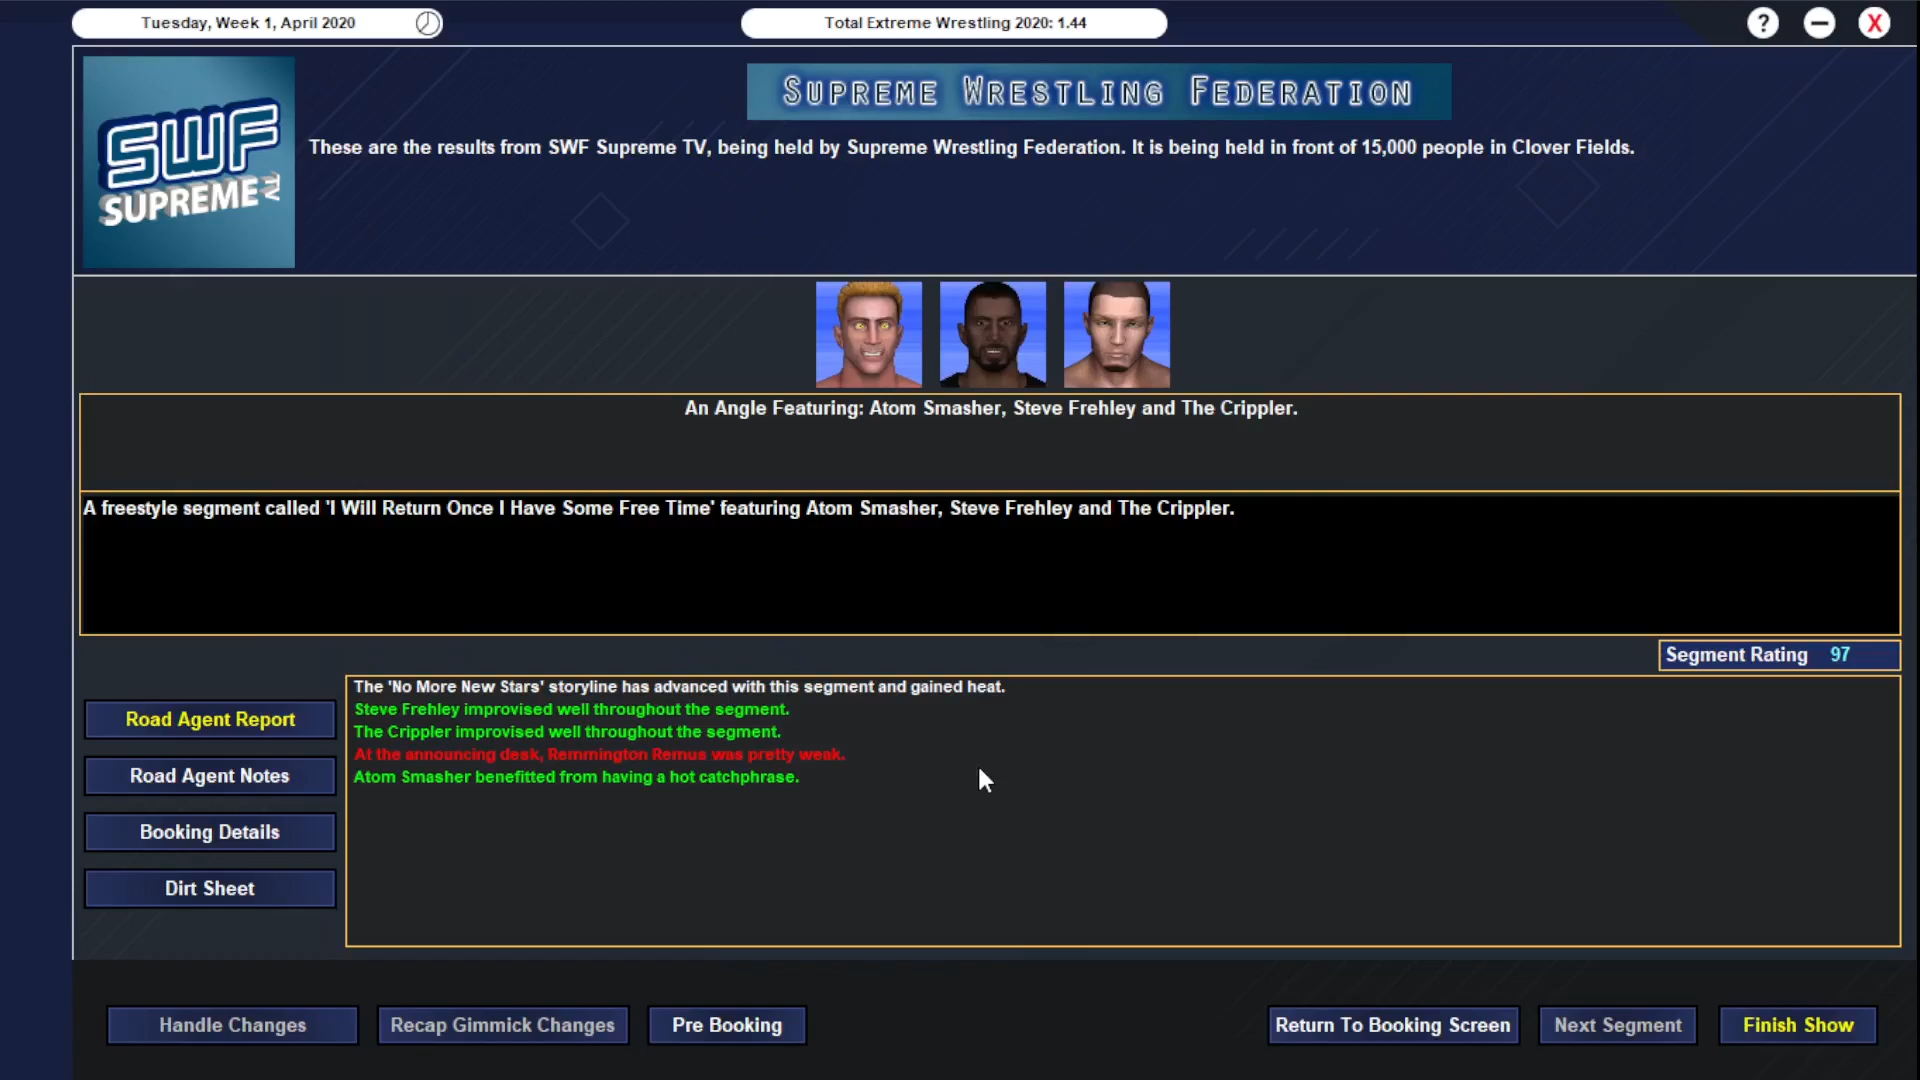 Tuesday, Week 1, April 2020
Total Extreme Wrestling 2020: 1.44
?
X
SWF
SUPREME TV
SUPREME WRESTLING FEDERATION
These are the results from SWF Supreme TV, being held by Supreme Wrestling Federation. It is being held in front of 15,000 people in Clover Fields.
An Angle Featuring: Atom Smasher, Steve Frehley and The Crippler.
A freestyle segment called 'I Will Return Once I Have Some Free Time' featuring Atom Smasher, Steve Frehley and The Crippler.
Segment Rating 97
Road Agent Report
Road Agent Notes
Booking Details
Dirt Sheet
The 'No More New Stars' storyline has advanced with this segment and gained heat.
Steve Frehley improvised well throughout the segment.
The Crippler improvised well throughout the segment.
At the announcing desk, Remmington Remus was pretty weak.
Atom Smasher benefitted from having a hot catchphrase.
Handle Changes
Recap Gimmick Changes
Pre Booking
Return To Booking Screen
Next Segment
Finish Show